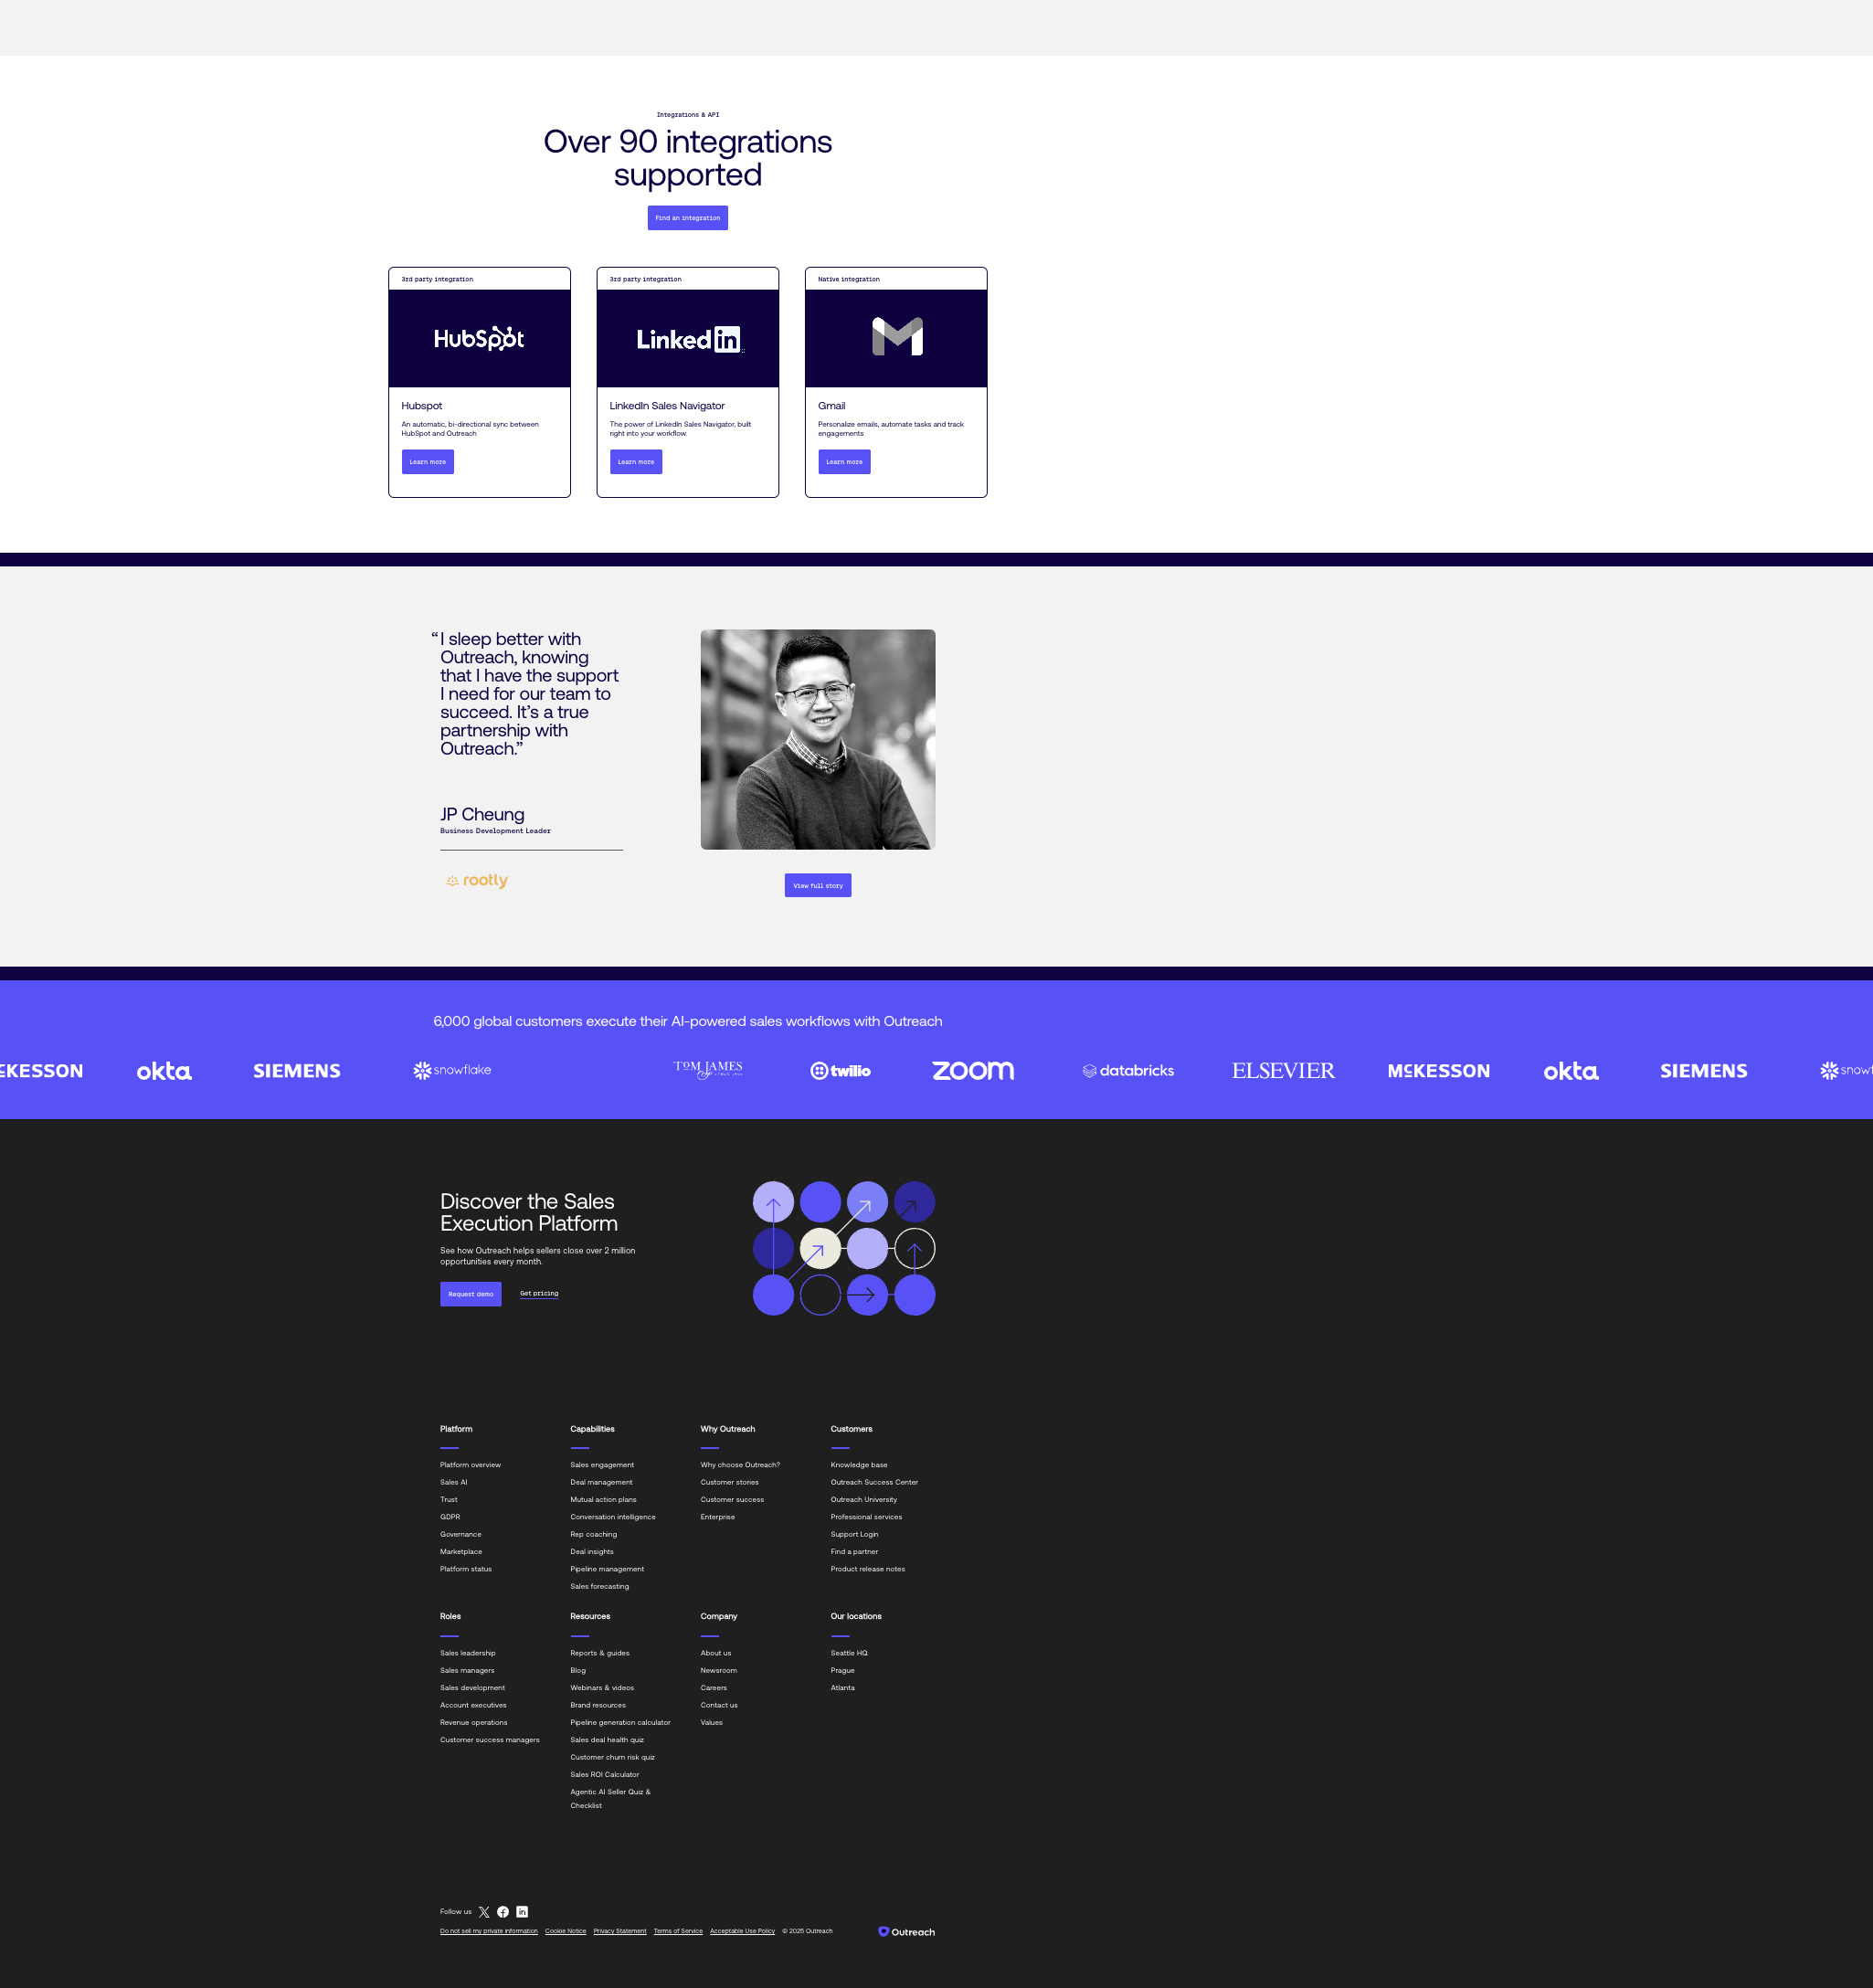 Integrations & API
Over 90 integrations
supported
Find an integration
3rd party integration
HubSpot
Hubspot
An automatic, bi-directional sync between
HubSpot and Outreach
Learn more
3rd party integration
Linked in
LinkedIn Sales Navigator
The power of LinkedIn Sales Navigator, built
right into your workflow.
Learn more
Native integration
Gmail
Personalize emails, automate tasks and track
engagements
Learn more
“I sleep better with
Outreach, knowing
that I have the support
I need for our team to
succeed. It’s a true
partnership with
Outreach.”
JP Cheung
Business Development Leader
rootly
View full story
6,000 global customers execute their AI-powered sales workflows with Outreach
McKESSON okta SIEMENS snowflake TOM JAMES twilio zoom databricks ELSEVIER McKESSON okta SIEMENS snowf
Discover the Sales
Execution Platform
See how Outreach helps sellers close over 2 million
opportunities every month.
Request demo Get pricing
Platform
Platform overview
Sales AI
Trust
GDPR
Governance
Marketplace
Platform status
Capabilities
Sales engagement
Deal management
Mutual action plans
Conversation intelligence
Rep coaching
Deal insights
Pipeline management
Sales forecasting
Why Outreach
Why choose Outreach?
Customer stories
Customer success
Enterprise
Customers
Knowledge base
Outreach Success Center
Outreach University
Professional services
Support Login
Find a partner
Product release notes
Roles
Sales leadership
Sales managers
Sales development
Account executives
Revenue operations
Customer success managers
Resources
Reports & guides
Blog
Webinars & videos
Brand resources
Pipeline generation calculator
Sales deal health quiz
Customer churn risk quiz
Sales ROI Calculator
Agentic AI Seller Quiz &
Checklist
Company
About us
Newsroom
Careers
Contact us
Values
Our locations
Seattle HQ
Prague
Atlanta
Follow us
Do not sell my private information Cookie Notice Privacy Statement Terms of Service Acceptable Use Policy © 2025 Outreach
Outreach